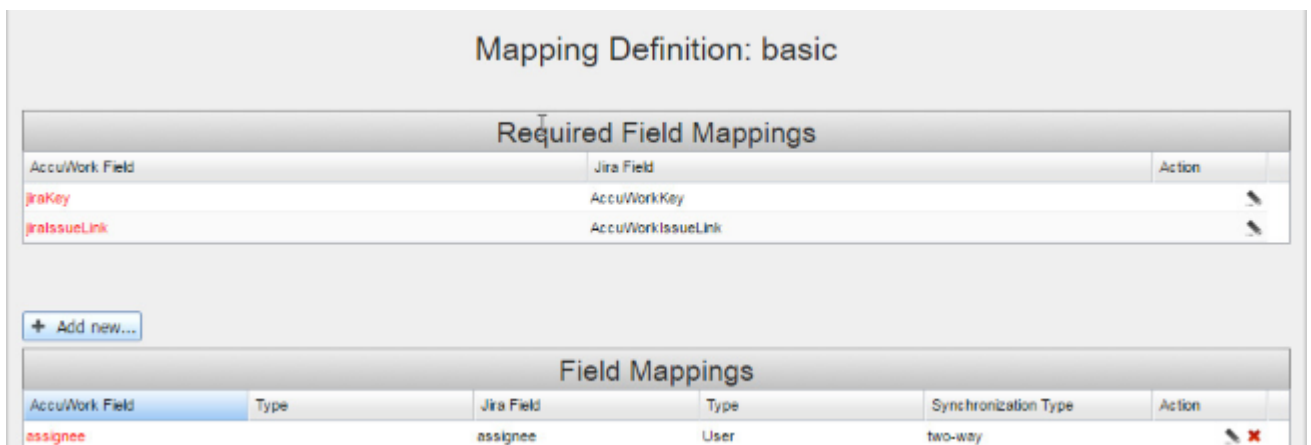 Mapping Definition: basic
Required Field Mappings
AccuWork Field Jira Field Action
jiraKey AccuWorkKey
jiraIssueLink AccuWorkIssueLink
+ Add new...
Field Mappings
AccuWork Field Type Jira Field Type Synchronization Type Action
assignee assignee User two-way